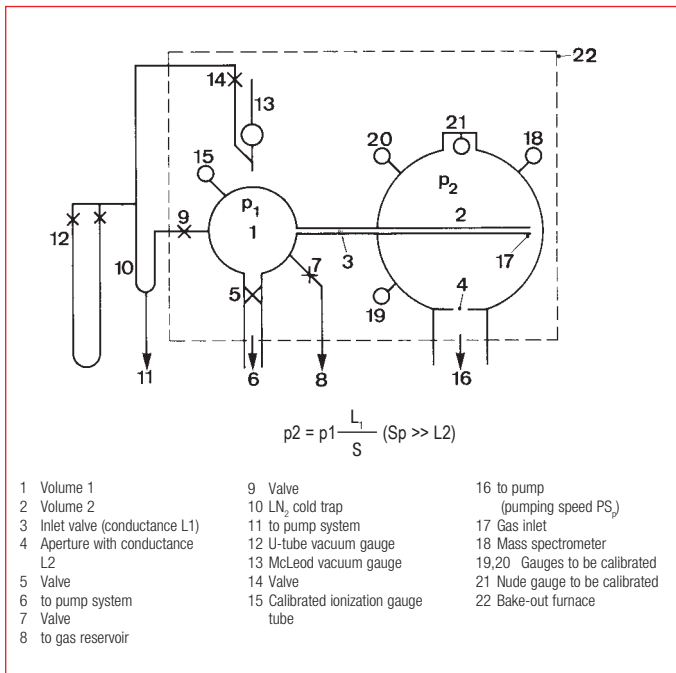 22
14
13
15
20
21
18
p₂
p₁
9
2
1
12
3
17
7
10
4
5
19
11
6
8
16
p2 = p1 L₁/S (Sp >> L2)
1 Volume 1
2 Volume 2
3 Inlet valve (conductance L1)
4 Aperture with conductance
L2
5 Valve
6 to pump system
7 Valve
8 to gas reservoir
9 Valve
10 LN₂ cold trap
11 to pump system
12 U-tube vacuum gauge
13 McLeod vacuum gauge
14 Valve
15 Calibrated ionization gauge
tube
16 to pump
(pumping speed PSₚ)
17 Gas inlet
18 Mass spectrometer
19,20 Gauges to be calibrated
21 Nude gauge to be calibrated
22 Bake-out furnace